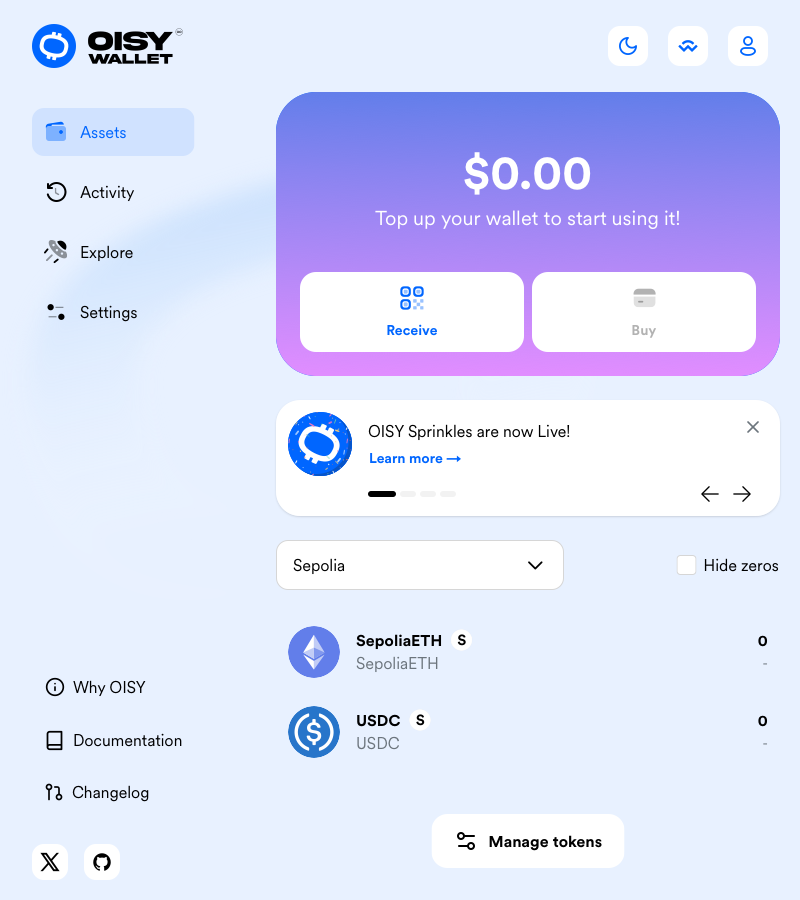 OISY
WALLET
Assets
Activity
Explore
Settings
$0.00
Top up your wallet to start using it!
Receive
Buy
OISY Sprinkles are now Live!
Learn more →
Sepolia
Hide zeros
SepoliaETH S
0
SepoliaETH
-
USDC S
0
USDC
-
Manage tokens
Why OISY
Documentation
Changelog